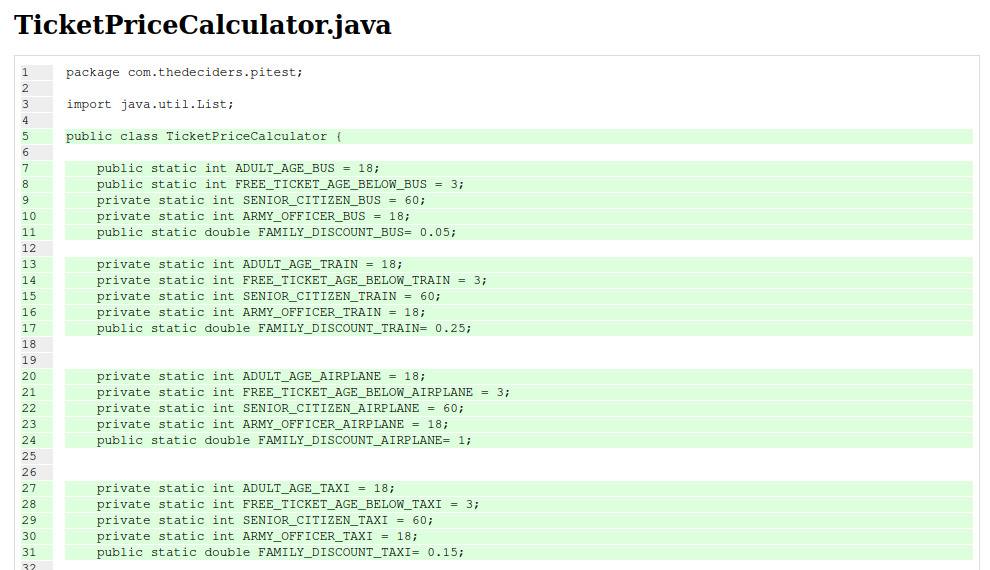 TicketPriceCalculator.java
1 package com.thedeciders.pitest;
2
3 import java.util.List;
4
5 public class TicketPriceCalculator {
6
7 public static int ADULT_AGE_BUS = 18;
8 public static int FREE_TICKET_AGE_BELOW_BUS = 3;
9 private static int SENIOR_CITIZEN_BUS = 60;
10 private static int ARMY_OFFICER_BUS = 18;
11 public static double FAMILY_DISCOUNT_BUS= 0.05;
12
13 private static int ADULT_AGE_TRAIN = 18;
14 private static int FREE_TICKET_AGE_BELOW_TRAIN = 3;
15 private static int SENIOR_CITIZEN_TRAIN = 60;
16 private static int ARMY_OFFICER_TRAIN = 18;
17 public static double FAMILY_DISCOUNT_TRAIN= 0.25;
18
19
20 private static int ADULT_AGE_AIRPLANE = 18;
21 private static int FREE_TICKET_AGE_BELOW_AIRPLANE = 3;
22 private static int SENIOR_CITIZEN_AIRPLANE = 60;
23 private static int ARMY_OFFICER_AIRPLANE = 18;
24 public static double FAMILY_DISCOUNT_AIRPLANE= 1;
25
26
27 private static int ADULT_AGE_TAXI = 18;
28 private static int FREE_TICKET_AGE_BELOW_TAXI = 3;
29 private static int SENIOR_CITIZEN_TAXI = 60;
30 private static int ARMY_OFFICER_TAXI = 18;
31 public static double FAMILY_DISCOUNT_TAXI= 0.15;
32